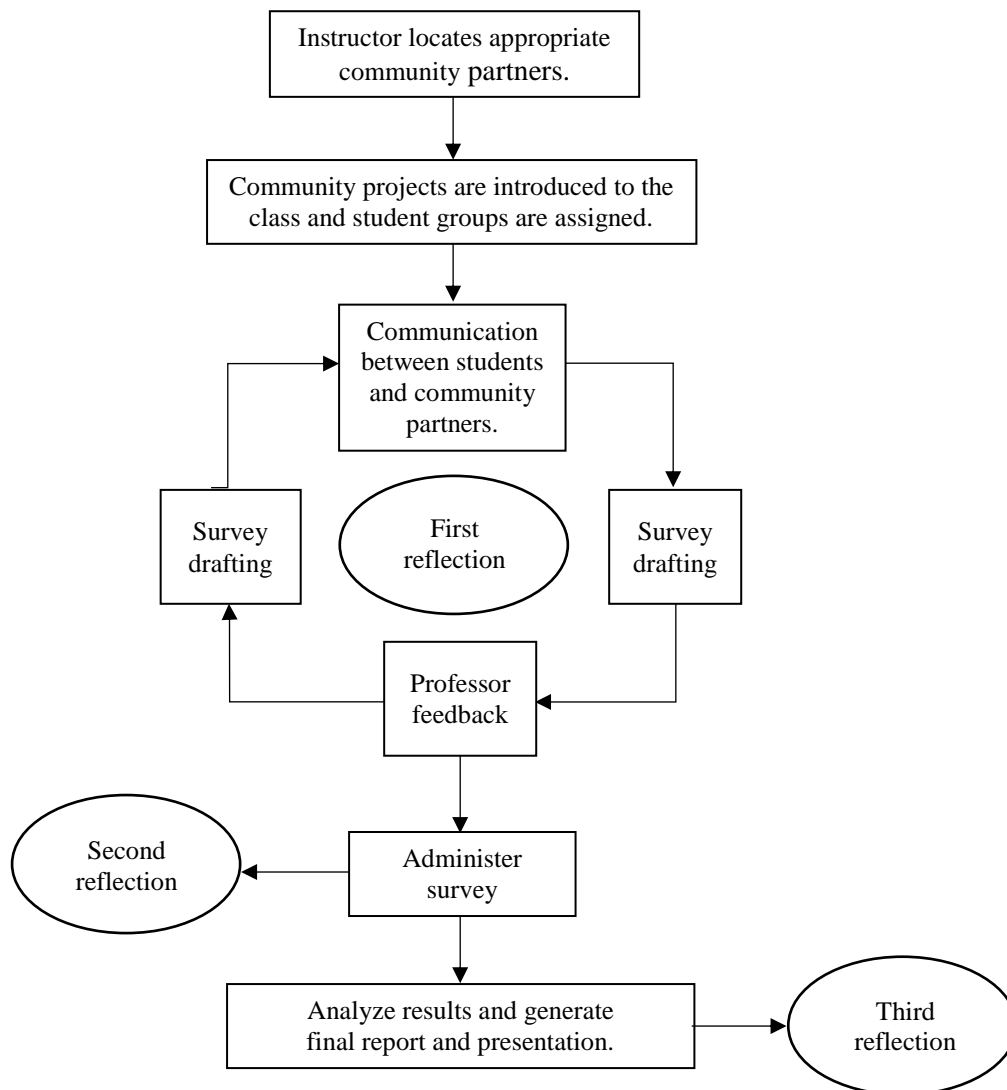 Instructor locates appropriate
community partners.
Community projects are introduced to the
class and student groups are assigned.
Communication
between students
and community
partners.
Survey
drafting
First
reflection
Survey
drafting
Professor
feedback
Second
reflection
Administer
survey
Analyze results and generate
final report and presentation.
Third
reflection